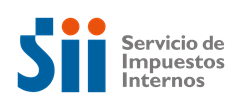 Sii
Servicio de
Impuestos
Internos